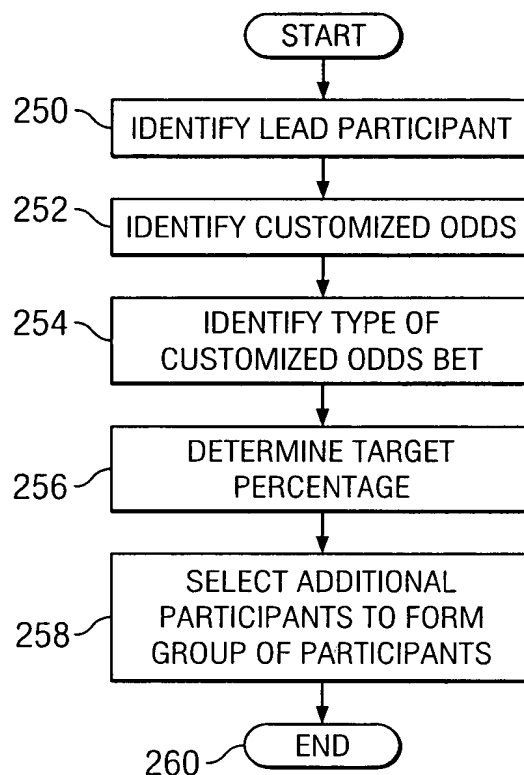 START
250
IDENTIFY LEAD PARTICIPANT
252
IDENTIFY CUSTOMIZED ODDS
254
IDENTIFY TYPE OF
CUSTOMIZED ODDS BET
256
DETERMINE TARGET
PERCENTAGE
258
SELECT ADDITIONAL
PARTICIPANTS TO FORM
GROUP OF PARTICIPANTS
260
END